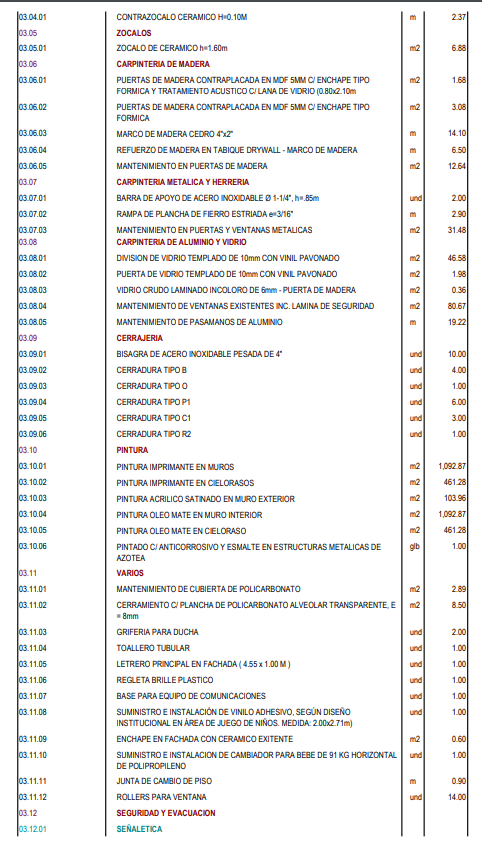 03.04.01 CONTRAZOCALO CERAMICO H=0.10M m 2.37
03.05 ZOCALOS
03.05.01 ZOCALO DE CERAMICO h=1.60m m2 6.88
03.06 CARPINTERIA DE MADERA
03.06.01 PUERTAS DE MADERA CONTRAPLACADA EN MDF 5MM C/ ENCHAPE TIPO m2 1.68
FORMICA Y TRATAMIENTO ACUSTICO C/ LANA DE VIDRIO (0.80x2.10m
03.06.02 PUERTAS DE MADERA CONTRAPLACADA EN MDF 5MM C/ ENCHAPE TIPO m2 3.08
FORMICA
03.06.03 MARCO DE MADERA CEDRO 4"x2" m 14.10
03.06.04 REFUERZO DE MADERA EN TABIQUE DRYWALL - MARCO DE MADERA m 6.50
03.06.05 MANTENIMIENTO EN PUERTAS DE MADERA m2 12.64
03.07 CARPINTERIA METALICA Y HERRERIA
03.07.01 BARRA DE APOYO DE ACERO INOXIDABLE Ø 1-1/4", h=.85m und 2.00
03.07.02 RAMPA DE PLANCHA DE FIERRO ESTRIADA e=3/16" m 2.90
03.07.03 MANTENIMIENTO EN PUERTAS Y VENTANAS METALICAS m2 31.48
03.08 CARPINTERIA DE ALUMINIO Y VIDRIO
03.08.01 DIVISION DE VIDRIO TEMPLADO DE 10mm CON VINIL PAVONADO m2 46.58
03.08.02 PUERTA DE VIDRIO TEMPLADO DE 10mm CON VINIL PAVONADO m2 1.98
03.08.03 VIDRIO CRUDO LAMINADO INCOLORO DE 6mm - PUERTA DE MADERA m2 0.36
03.08.04 MANTENIMIENTO DE VENTANAS EXISTENTES INC. LAMINA DE SEGURIDAD m2 80.67
03.08.05 MANTENIMIENTO DE PASAMANOS DE ALUMINIO m 19.22
03.09 CERRAJERIA
03.09.01 BISAGRA DE ACERO INOXIDABLE PESADA DE 4" und 10.00
03.09.02 CERRADURA TIPO B und 4.00
03.09.03 CERRADURA TIPO O und 1.00
03.09.04 CERRADURA TIPO P1 und 6.00
03.09.05 CERRADURA TIPO C1 und 3.00
03.09.06 CERRADURA TIPO R2 und 1.00
03.10 PINTURA
03.10.01 PINTURA IMPRIMANTE EN MUROS m2 1,092.87
03.10.02 PINTURA IMPRIMANTE EN CIELORASOS m2 461.28
03.10.03 PINTURA ACRILICO SATINADO EN MURO EXTERIOR m2 103.96
03.10.04 PINTURA OLEO MATE EN MURO INTERIOR m2 1,092.87
03.10.05 PINTURA OLEO MATE EN CIELORASO m2 461.28
03.10.06 PINTADO C/ ANTICORROSIVO Y ESMALTE EN ESTRUCTURAS METALICAS DE glb 1.00
AZOTEA
03.11 VARIOS
03.11.01 MANTENIMIENTO DE CUBIERTA DE POLICARBONATO m2 2.89
03.11.02 CERRAMIENTO C/ PLANCHA DE POLICARBONATO ALVEOLAR TRANSPARENTE, E m2 8.50
= 8mm
03.11.03 GRIFERIA PARA DUCHA und 2.00
03.11.04 TOALLERO TUBULAR und 1.00
03.11.05 LETRERO PRINCIPAL EN FACHADA ( 4.55 x 1.00 M ) und 1.00
03.11.06 REGLETA BRILLE PLASTICO und 1.00
03.11.07 BASE PARA EQUIPO DE COMUNICACIONES und 1.00
03.11.08 SUMINISTRO E INSTALACIÓN DE VINILO ADHESIVO, SEGÚN DISEÑO und 1.00
INSTITUCIONAL EN ÁREA DE JUEGO DE NIÑOS. MEDIDA: 2.00x2.71m)
03.11.09 ENCHAPE EN FACHADA CON CERAMICO EXITENTE m2 0.60
03.11.10 SUMINISTRO E INSTALACION DE CAMBIADOR PARA BEBE DE 91 KG HORIZONTAL und 1.00
DE POLIPROPILENO
03.11.11 JUNTA DE CAMBIO DE PISO m 0.90
03.11.12 ROLLERS PARA VENTANA und 14.00
03.12 SEGURIDAD Y EVACUACION
03.12.01 SEÑALETICA